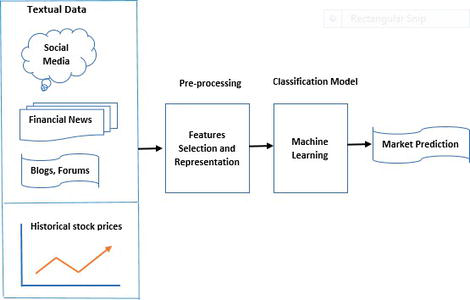 Textual Data
Social
Media
Financial News
Blogs, Forums
Historical stock prices
Pre-processing
Features
Selection and
Representation
Classification Model
Machine
Learning
Market Prediction
Rectangular Snip